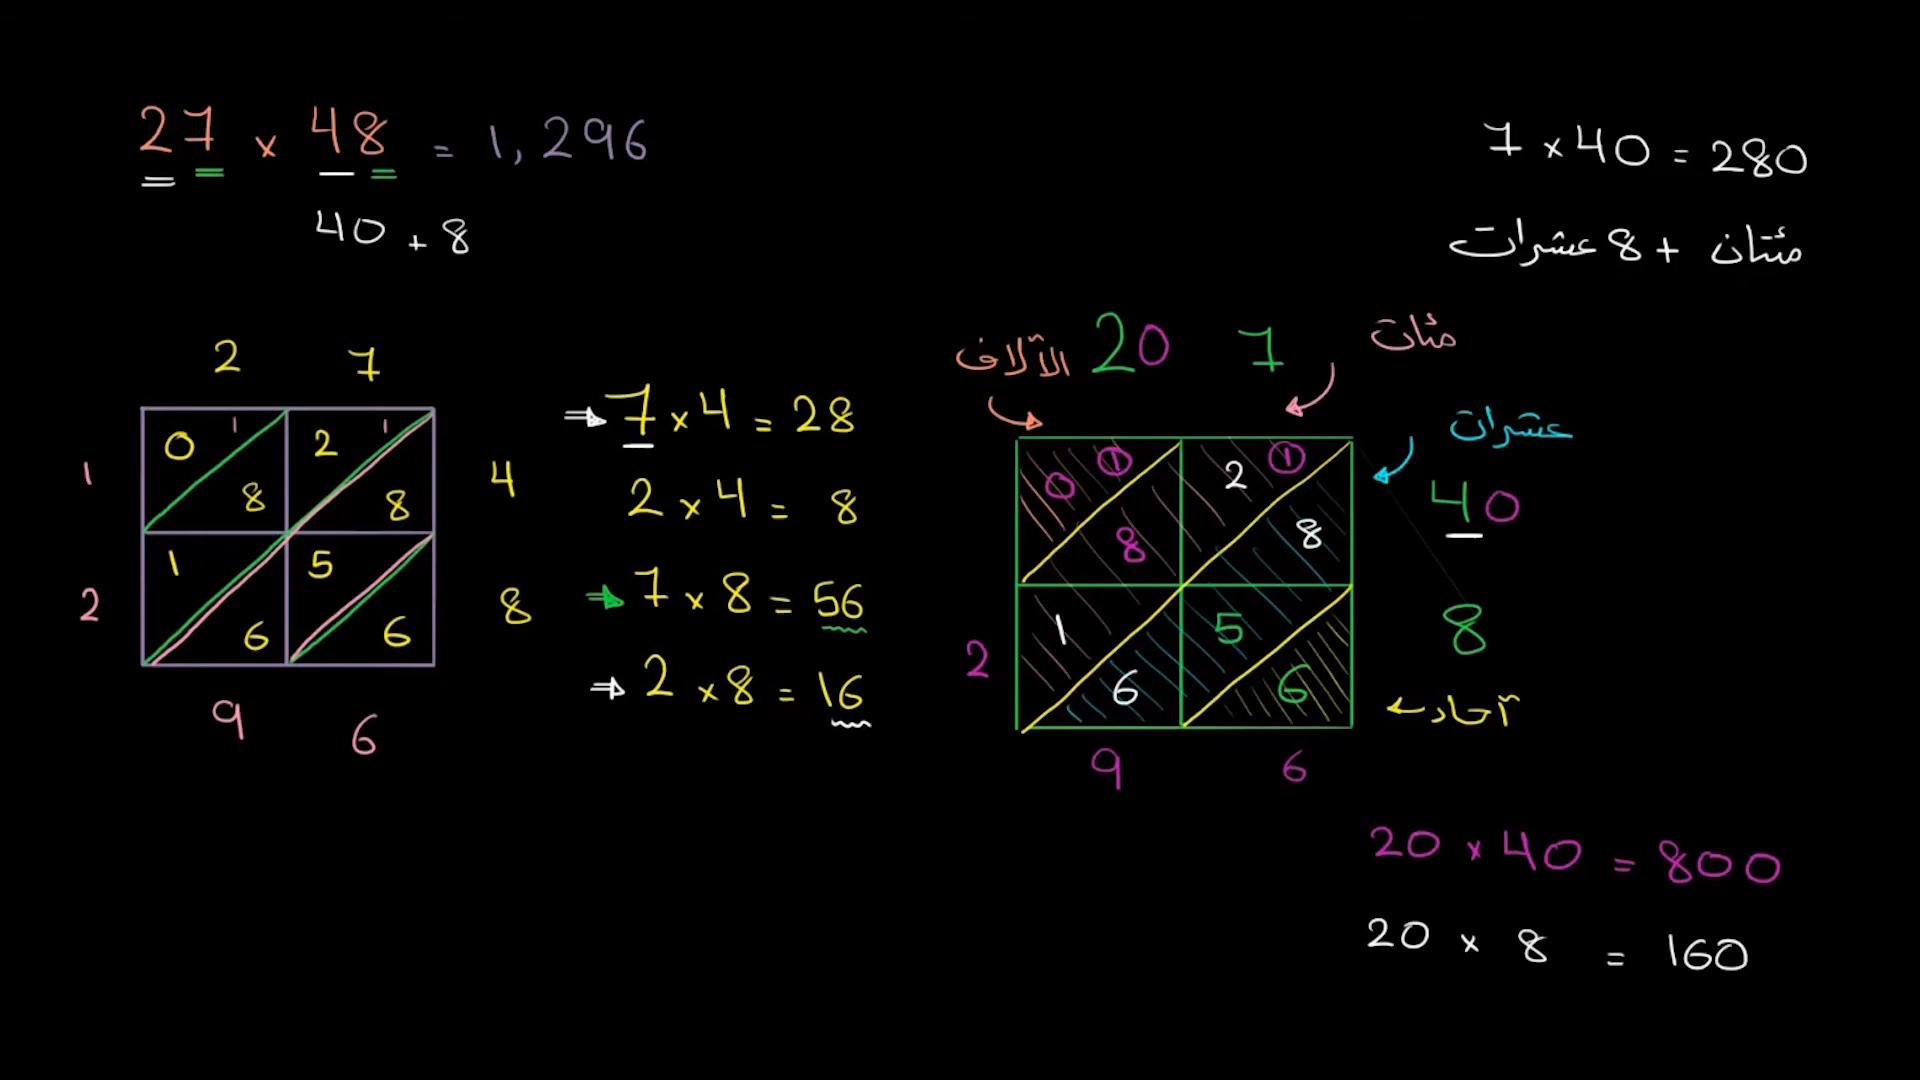 27 × 48 = 1,296
40 + 8
7 × 40 = 280
مئتان + 8 عشرات
2 7
0 1 2 1
8 8
1 4
1 5
6 6
2 8
9 6
7 × 4 = 28
2 × 4 = 8
7 × 8 = 56
2 × 8 = 16
الآلاف 20 7 مئات
عشرات
0 1 2 1
8 8
40
1 5
6 6
2 8
آحاد
9 6
20 × 40 = 800
20 × 8 = 160